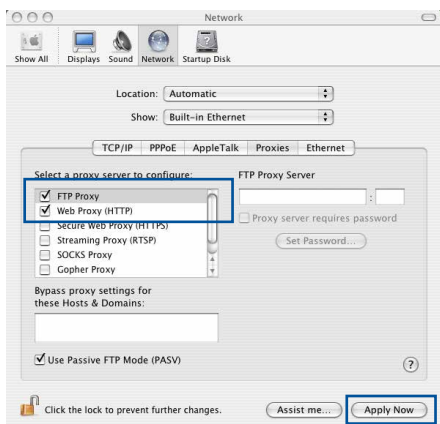 Network
Show All Displays Sound Network Startup Disk
Location: Automatic
Show: Built-in Ethernet
TCP/IP PPPoE AppleTalk Proxies Ethernet
Select a proxy server to configure: FTP Proxy Server
FTP Proxy :
Web Proxy (HTTP) Proxy server requires password
Secure Web Proxy (HTTPS)
Streaming Proxy (RTSP) Set Password...
SOCKS Proxy
Gopher Proxy
Bypass proxy settings for
these Hosts & Domains:
Use Passive FTP Mode (PASV) ?
Click the lock to prevent further changes. Assist me... Apply Now